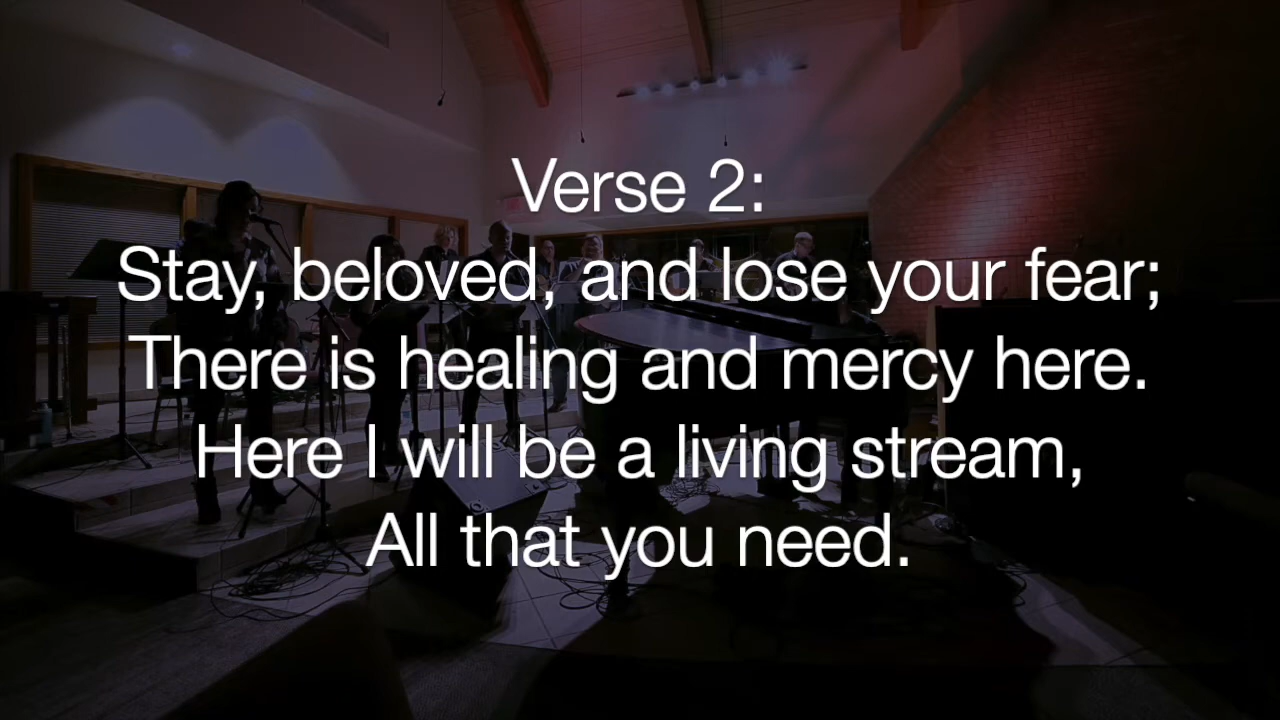 Verse 2:
Stay, beloved, and lose your fear;
There is healing and mercy here.
Here I will be a living stream,
All that you need.